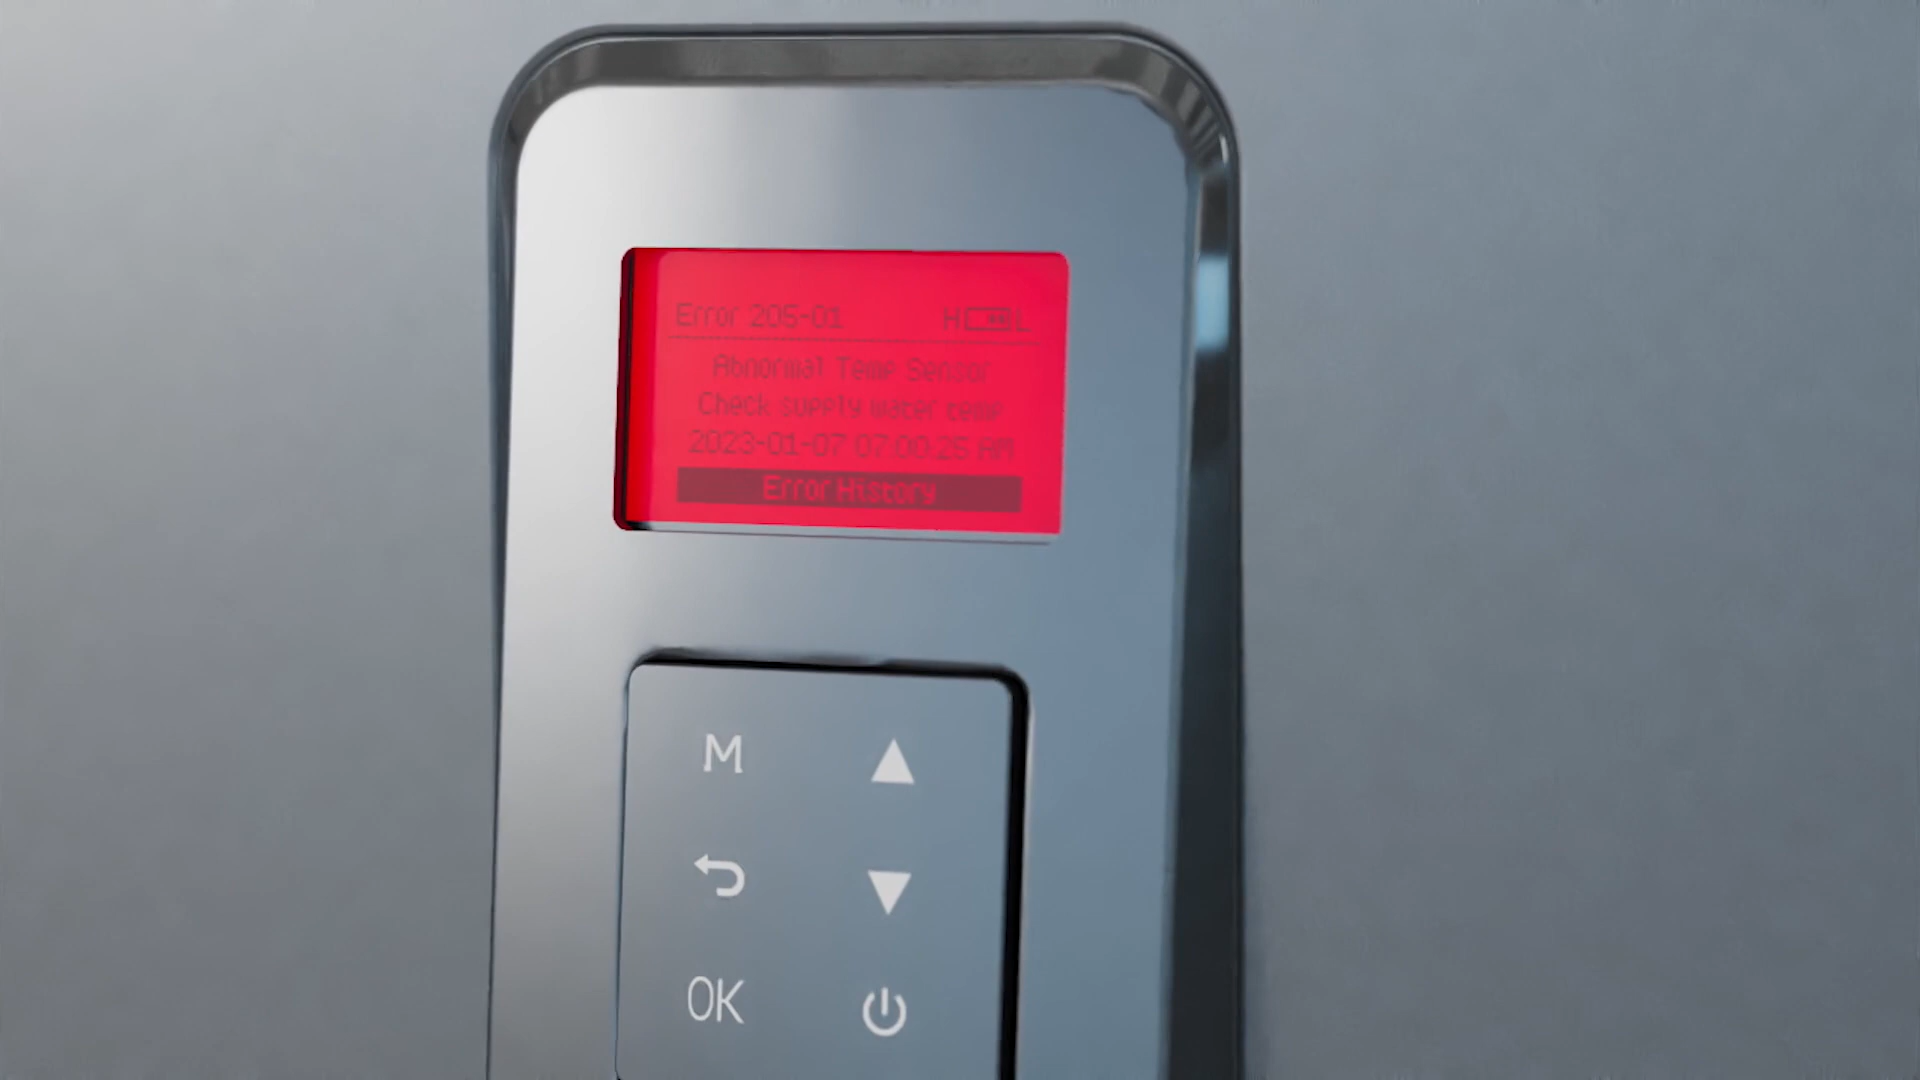 Error 205-01
Abnormal Temp Sensor
Check supply water temp
2023-01-07 07:00:25 AM
Error History
M
OK